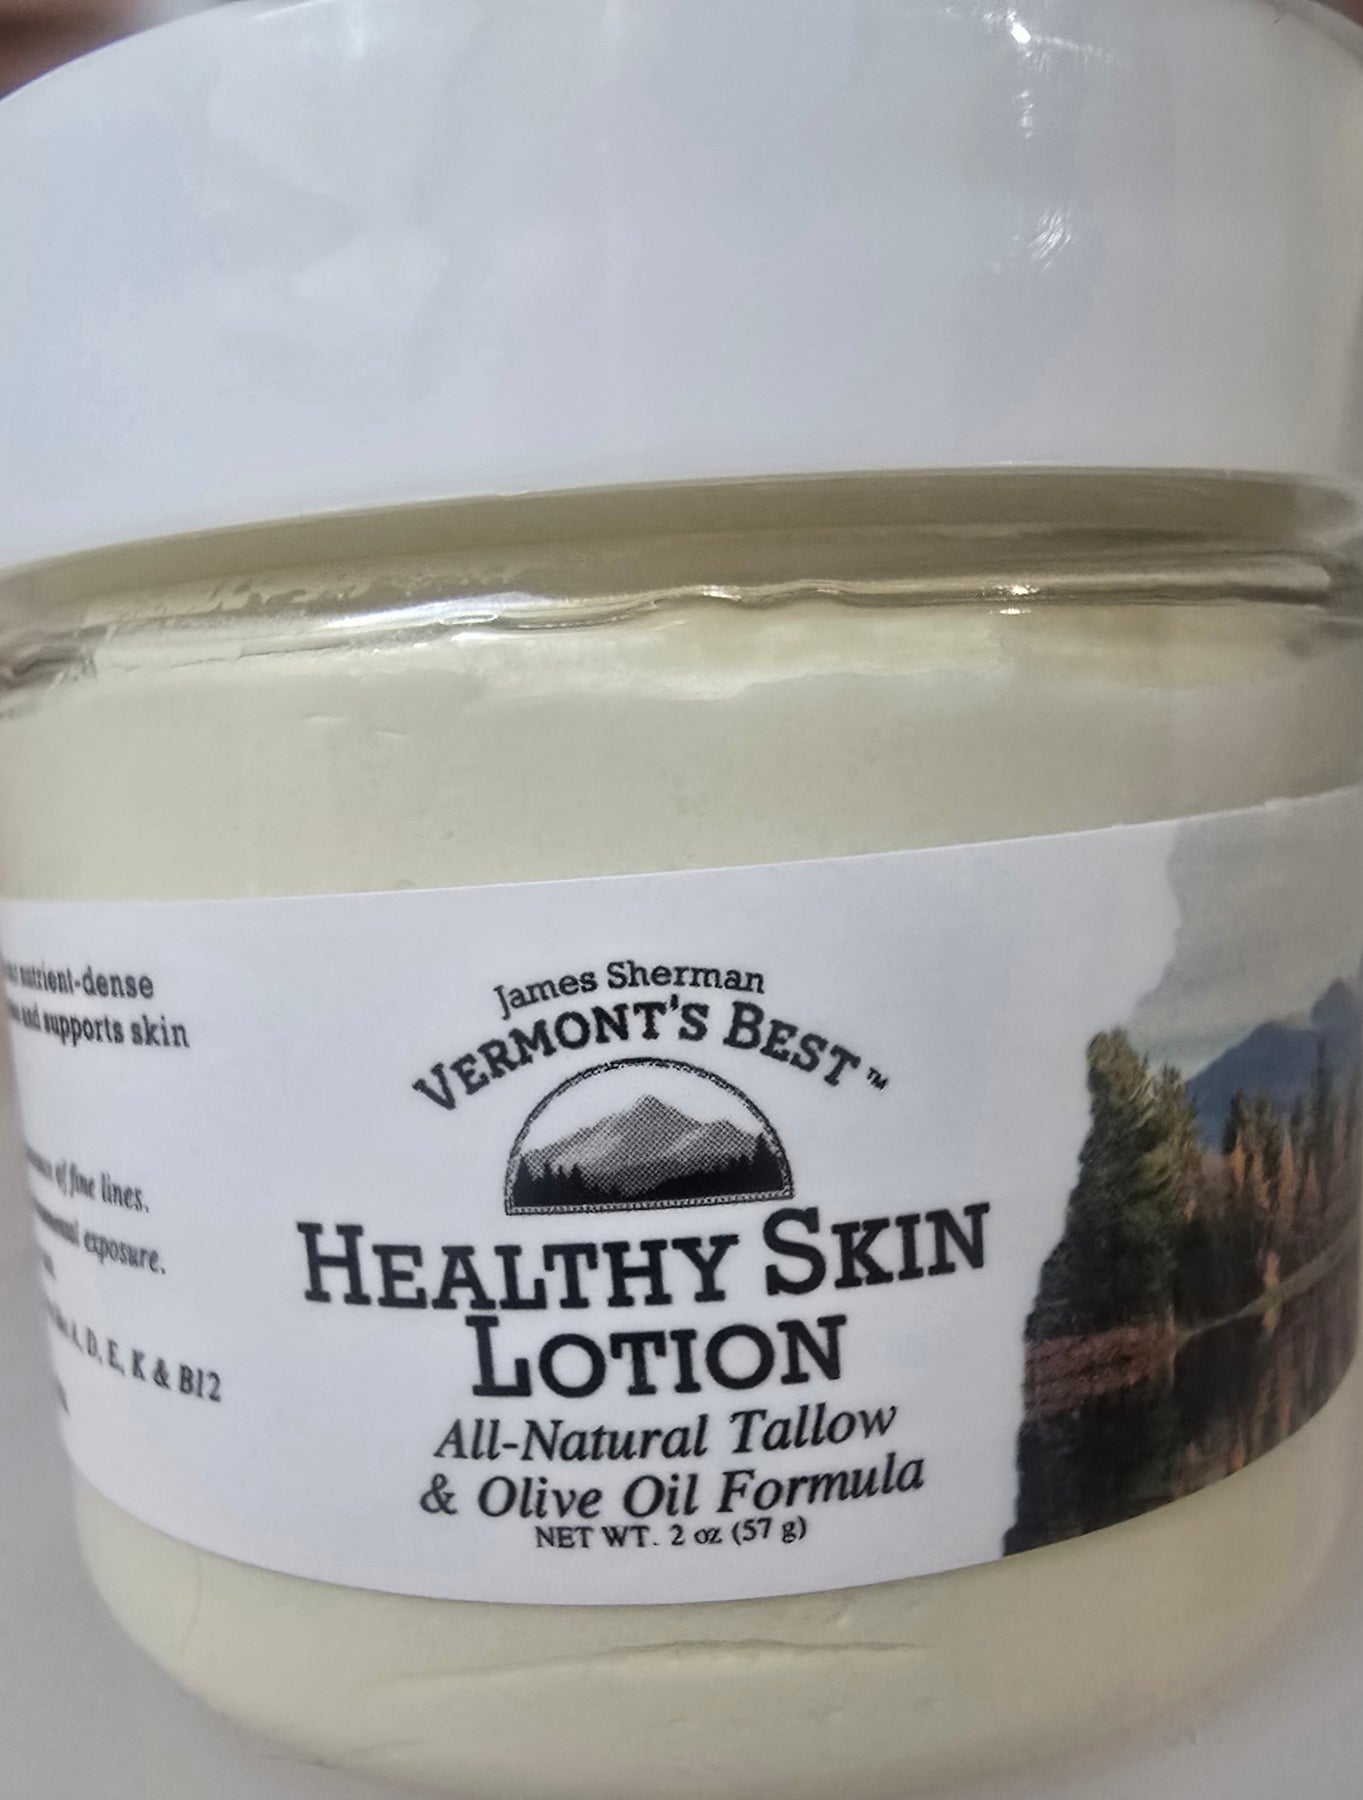 nutrient-dense
and supports skin
of fine lines.
exposure.
A, D, E, K & B12
James Sherman
VERMONT'S BEST™
HEALTHY SKIN
LOTION
All-Natural Tallow
& Olive Oil Formula
NET WT. 2 oz (57 g)